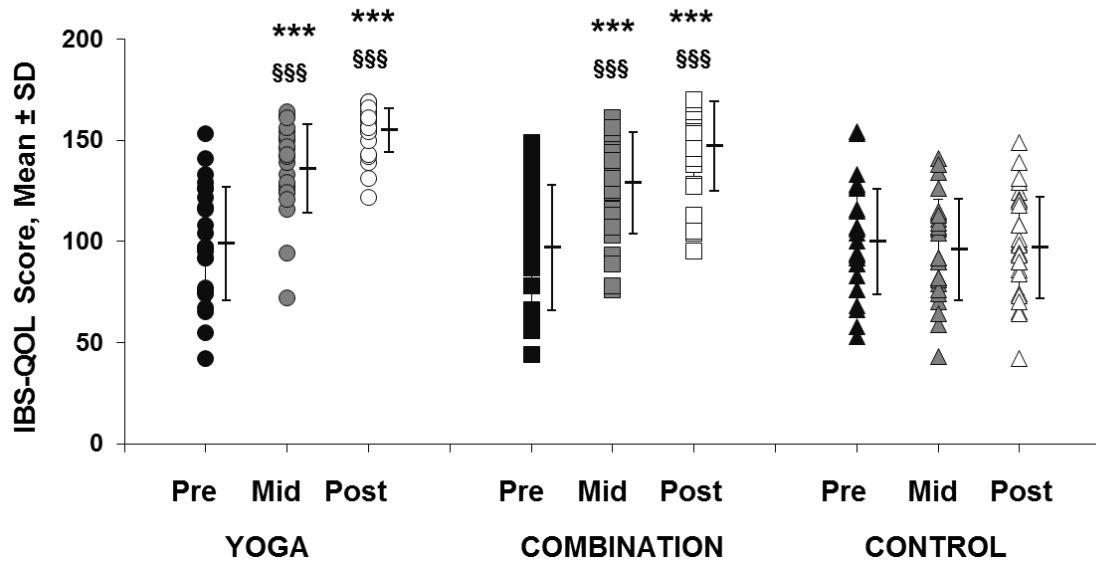 *** *** *** ***
§§§ §§§ §§§ §§§
IBS-QOL Score, Mean ± SD
200
150
100
50
0
Pre Mid Post Pre Mid Post Pre Mid Post
YOGA COMBINATION CONTROL